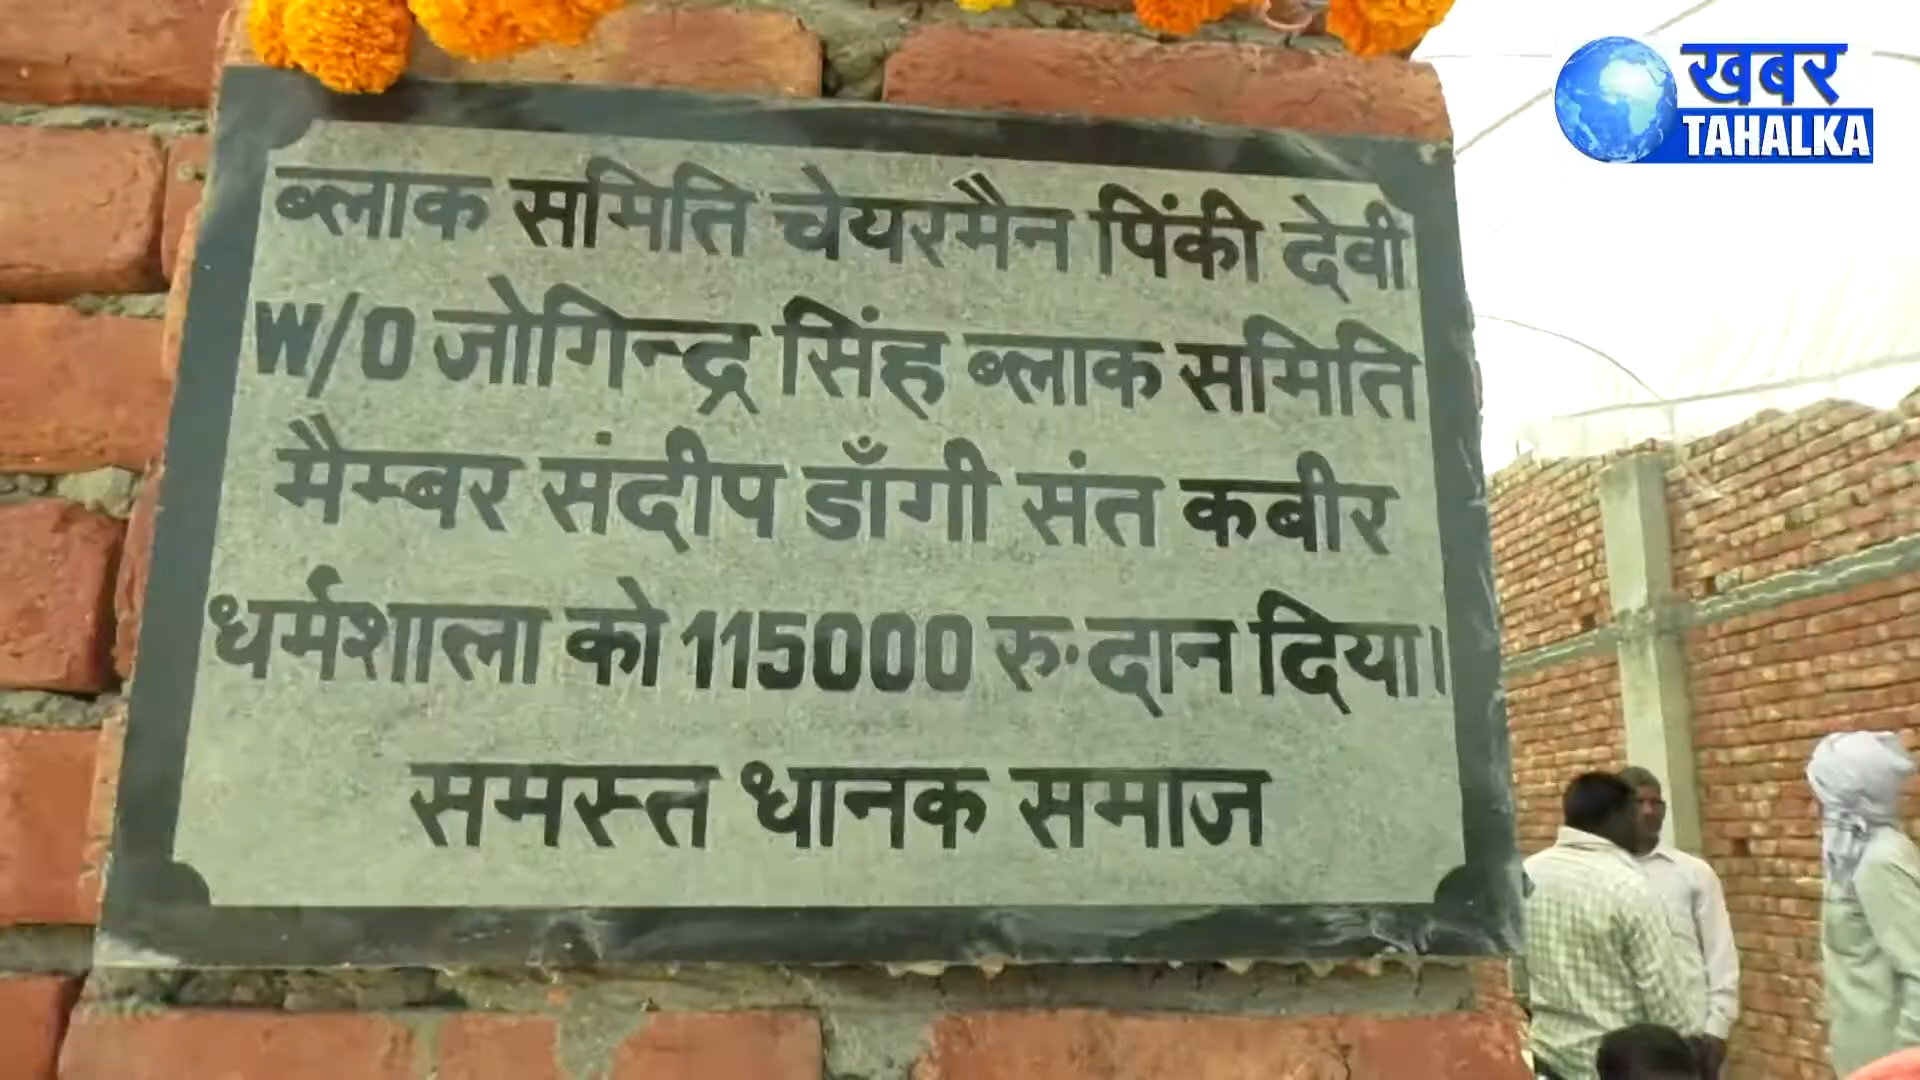 खबर
TAHALKA
ब्लाक समिति चेयरमैन पिंकी देवी
W/O जोगिन्द्र सिंह ब्लाक समिति
मैम्बर संदीप डाँगी संत कबीर
धर्मशाला को 115000 रु॰ दान दिया।
समस्त धानक समाज